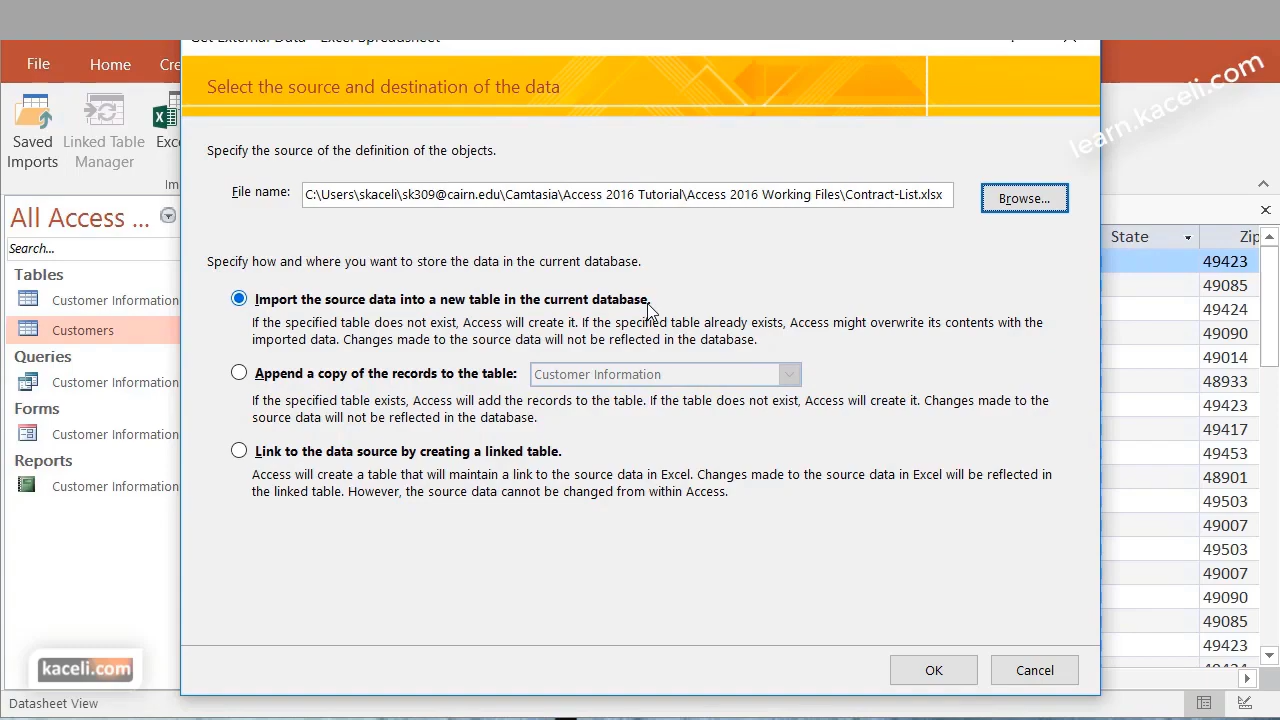 Get External Data - Excel Spreadsheet
File Home Cre
Select the source and destination of the data
learn.kaceli.com
Saved Imports
Linked Table Manager
Exce
Im
Specify the source of the definition of the objects.
File name: C:\Users\skaceli\sk309@cairn.edu\Camtasia\Access 2016 Tutorial\Access 2016 Working Files\Contract-List.xlsx Browse...
All Access ...
Search...
Tables
Customer Information
Customers
Queries
Customer Information
Forms
Customer Information
Reports
Customer Information
Specify how and where you want to store the data in the current database.
Import the source data into a new table in the current database.
If the specified table does not exist, Access will create it. If the specified table already exists, Access might overwrite its contents with the
imported data. Changes made to the source data will not be reflected in the database.
Append a copy of the records to the table: Customer Information
If the specified table exists, Access will add the records to the table. If the table does not exist, Access will create it. Changes made to the
source data will not be reflected in the database.
Link to the data source by creating a linked table.
Access will create a table that will maintain a link to the source data in Excel. Changes made to the source data in Excel will be reflected in
the linked table. However, the source data cannot be changed from within Access.
OK Cancel
State Zip
49423
49085
49424
49090
49014
48933
49423
49417
49453
48901
49503
49007
49503
49007
49090
49085
49423
kaceli.com
Datasheet View